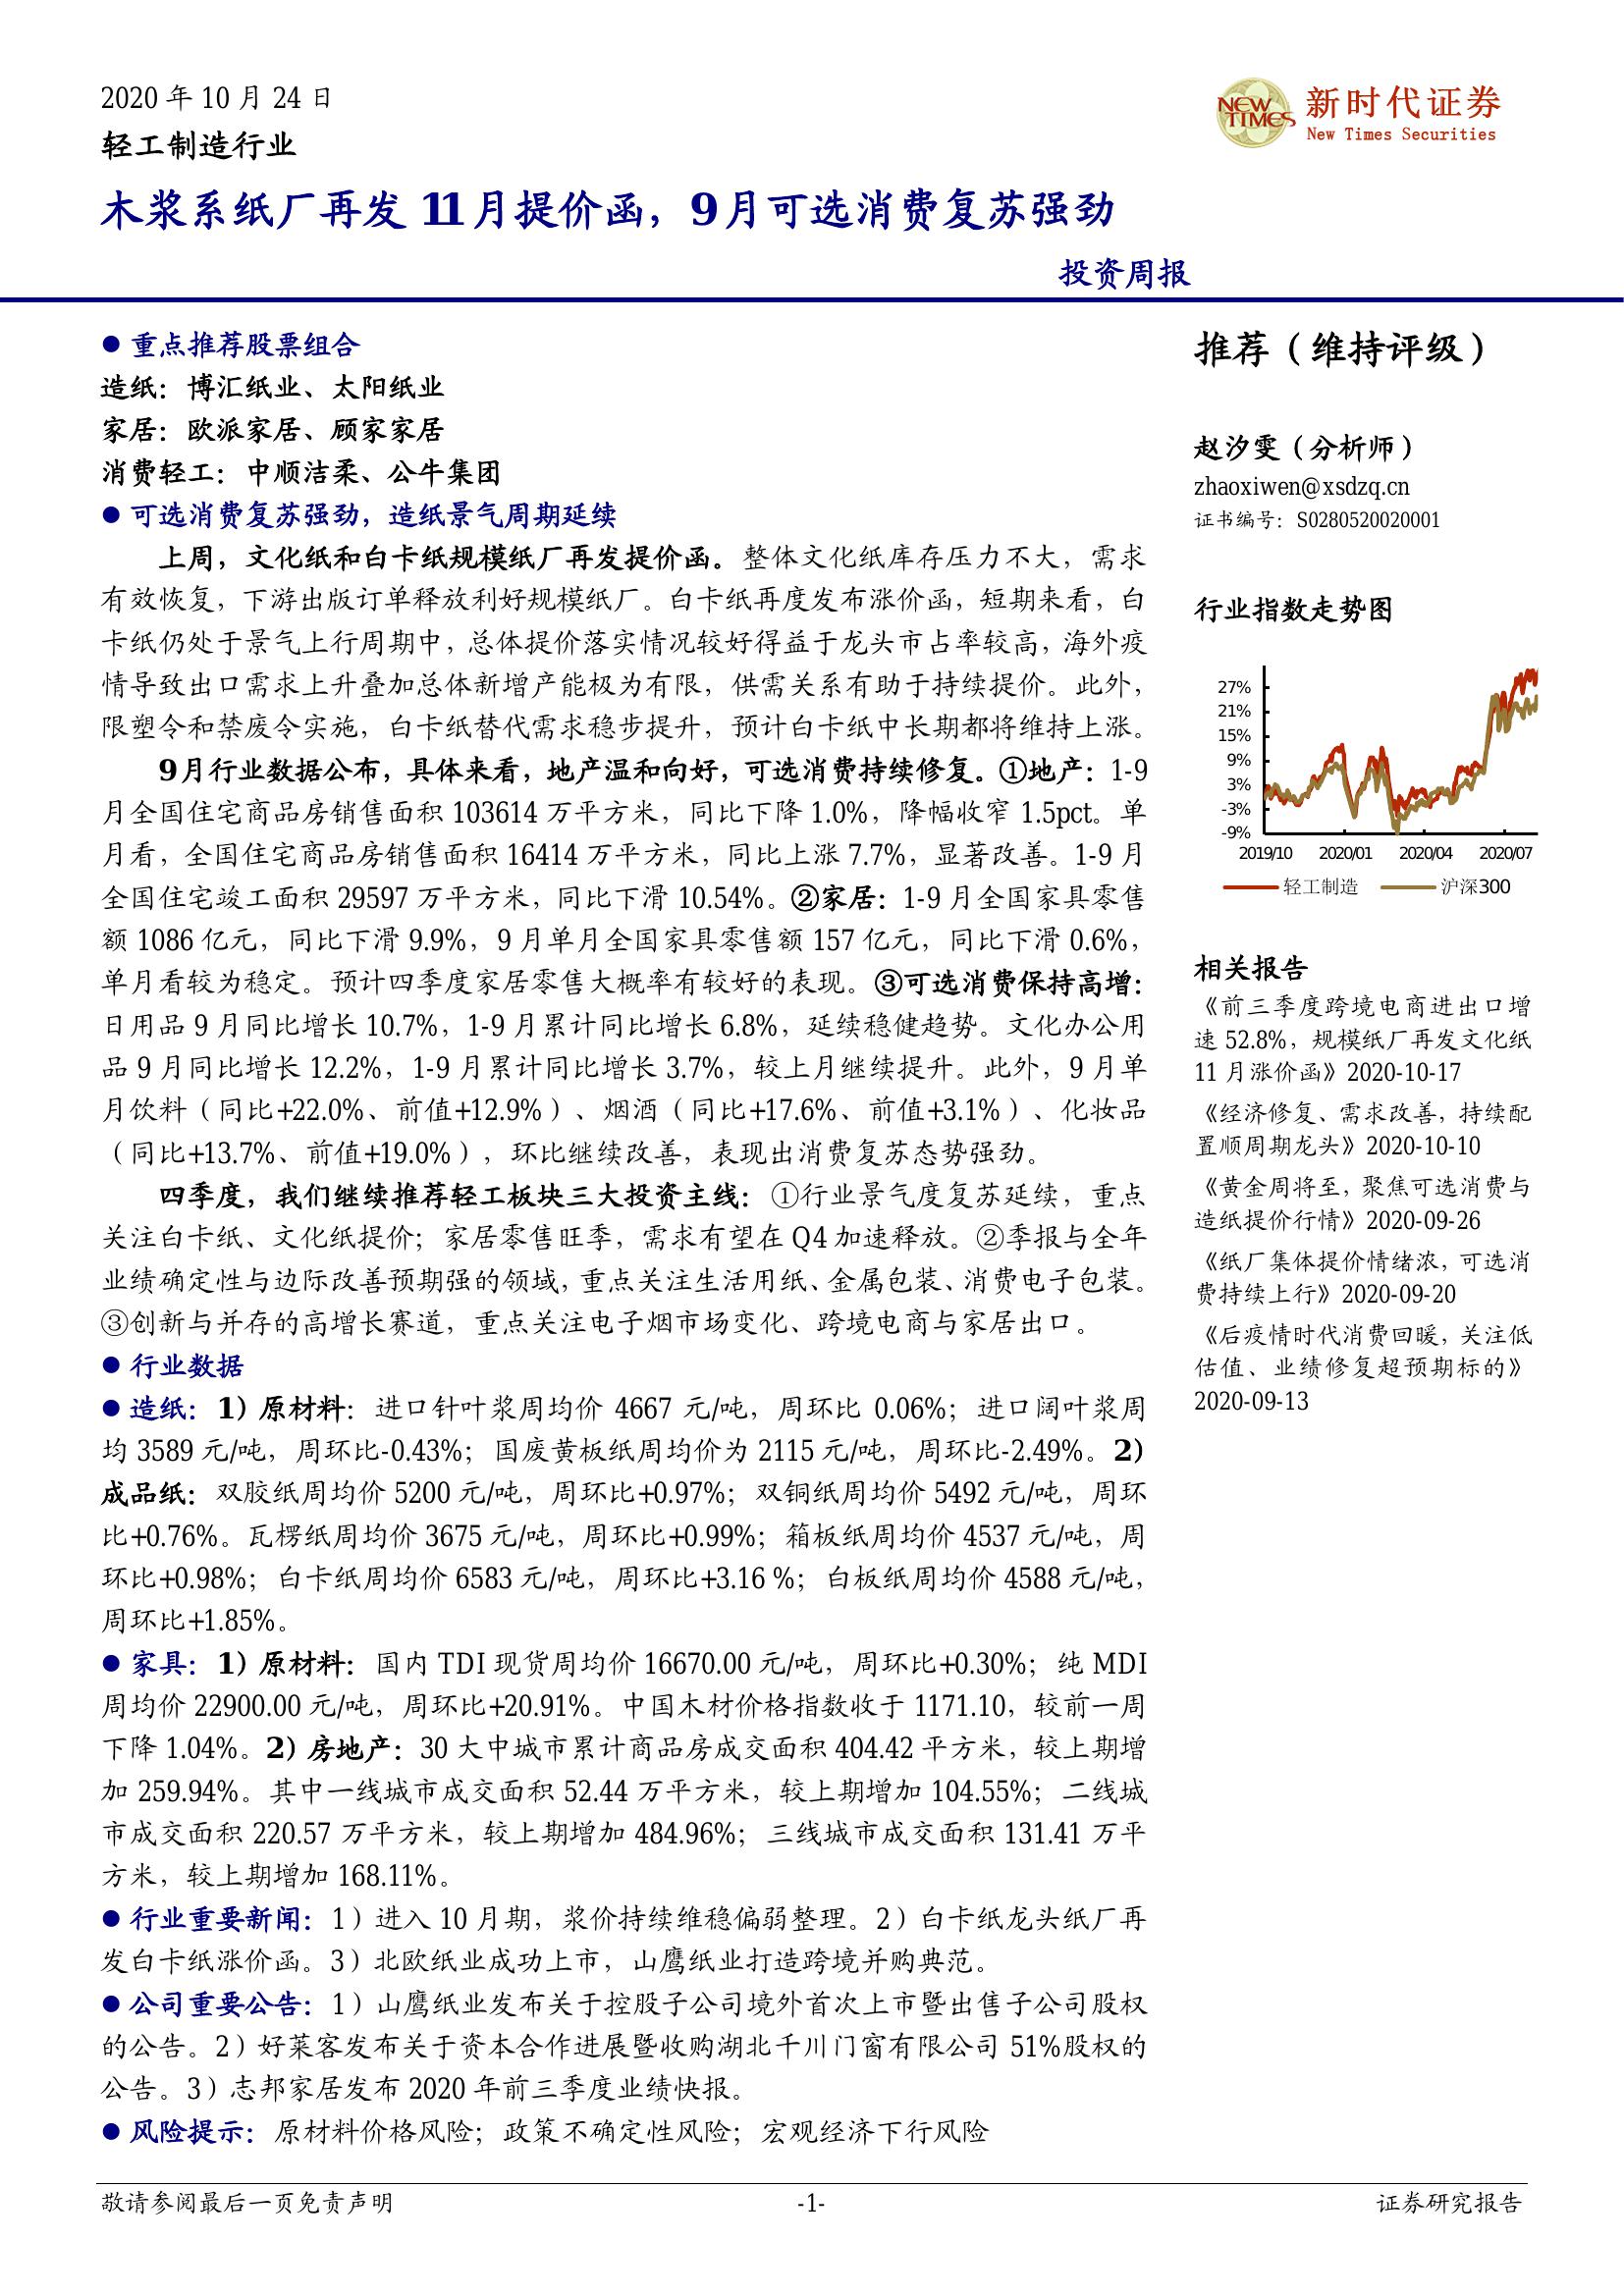 2020 年 10 月 24 日
轻工制造行业
NEW TIMES
新时代证券
New Times Securities
木浆系纸厂再发 11 月提价函，9 月可选消费复苏强劲
投资周报
● 重点推荐股票组合
造纸：博汇纸业、太阳纸业
家居：欧派家居、顾家家居
消费轻工：中顺洁柔、公牛集团
● 可选消费复苏强劲，造纸景气周期延续
上周，文化纸和白卡纸规模纸厂再发提价函。整体文化纸库存压力不大，需求
有效恢复，下游出版订单释放利好规模纸厂。白卡纸再度发布涨价函，短期来看，白
卡纸仍处于景气上行周期中，总体提价落实情况较好得益于龙头市占率较高，海外疫
情导致出口需求上升叠加总体新增产能极为有限，供需关系有助于持续提价。此外，
限塑令和禁废令实施，白卡纸替代需求稳步提升，预计白卡纸中长期都将维持上涨。
9 月行业数据公布，具体来看，地产温和向好，可选消费持续修复。①地产：1-9
月全国住宅商品房销售面积 103614 万平方米，同比下降 1.0%，降幅收窄 1.5pct。单
月看，全国住宅商品房销售面积 16414 万平方米，同比上涨 7.7%，显著改善。1-9 月
全国住宅竣工面积 29597 万平方米，同比下滑 10.54%。②家居：1-9 月全国家具零售
额 1086 亿元，同比下滑 9.9%，9 月单月全国家具零售额 157 亿元，同比下滑 0.6%，
单月看较为稳定。预计四季度家居零售大概率有较好的表现。③可选消费保持高增：
日用品 9 月同比增长 10.7%，1-9 月累计同比增长 6.8%，延续稳健趋势。文化办公用
品 9 月同比增长 12.2%，1-9 月累计同比增长 3.7%，较上月继续提升。此外，9 月单
月饮料（同比+22.0%、前值+12.9%）、烟酒（同比+17.6%、前值+3.1%）、化妆品
（同比+13.7%、前值+19.0%），环比继续改善，表现出消费复苏态势强劲。
四季度，我们继续推荐轻工板块三大投资主线：①行业景气度复苏延续，重点
关注白卡纸、文化纸提价；家居零售旺季，需求有望在 Q4 加速释放。②季报与全年
业绩确定性与边际改善预期强的领域，重点关注生活用纸、金属包装、消费电子包装。
③创新与并存的高增长赛道，重点关注电子烟市场变化、跨境电商与家居出口。
● 行业数据
● 造纸：1）原材料：进口针叶浆周均价 4667 元/吨，周环比 0.06%；进口阔叶浆周
均 3589 元/吨，周环比-0.43%；国废黄板纸周均价为 2115 元/吨，周环比-2.49%。2）
成品纸：双胶纸周均价 5200 元/吨，周环比+0.97%；双铜纸周均价 5492 元/吨，周环
比+0.76%。瓦楞纸周均价 3675 元/吨，周环比+0.99%；箱板纸周均价 4537 元/吨，周
环比+0.98%；白卡纸周均价 6583 元/吨，周环比+3.16 %；白板纸周均价 4588 元/吨，
周环比+1.85%。
● 家具：1）原材料：国内 TDI 现货周均价 16670.00 元/吨，周环比+0.30%；纯 MDI
周均价 22900.00 元/吨，周环比+20.91%。中国木材价格指数收于 1171.10，较前一周
下降 1.04%。2）房地产：30 大中城市累计商品房成交面积 404.42 平方米，较上期增
加 259.94%。其中一线城市成交面积 52.44 万平方米，较上期增加 104.55%；二线城
市成交面积 220.57 万平方米，较上期增加 484.96%；三线城市成交面积 131.41 万平
方米，较上期增加 168.11%。
● 行业重要新闻：1）进入 10 月期，浆价持续维稳偏弱整理。2）白卡纸龙头纸厂再
发白卡纸涨价函。3）北欧纸业成功上市，山鹰纸业打造跨境并购典范。
● 公司重要公告：1）山鹰纸业发布关于控股子公司境外首次上市暨出售子公司股权
的公告。2）好莱客发布关于资本合作进展暨收购湖北千川门窗有限公司 51%股权的
公告。3）志邦家居发布 2020 年前三季度业绩快报。
● 风险提示：原材料价格风险；政策不确定性风险；宏观经济下行风险
推荐（维持评级）
赵汐雯（分析师）
zhaoxiwen@xsdzq.cn
证书编号：S0280520020001
行业指数走势图
27%
21%
15%
9%
3%
-3%
-9%
2019/10 2020/01 2020/04 2020/07
轻工制造 沪深300
相关报告
《前三季度跨境电商进出口增
速 52.8%，规模纸厂再发文化纸
11 月涨价函》2020-10-17
《经济修复、需求改善，持续配
置顺周期龙头》2020-10-10
《黄金周将至，聚焦可选消费与
造纸提价行情》2020-09-26
《纸厂集体提价情绪浓，可选消
费持续上行》2020-09-20
《后疫情时代消费回暖，关注低
估值、业绩修复超预期标的》
2020-09-13
敬请参阅最后一页免责声明
-1-
证券研究报告